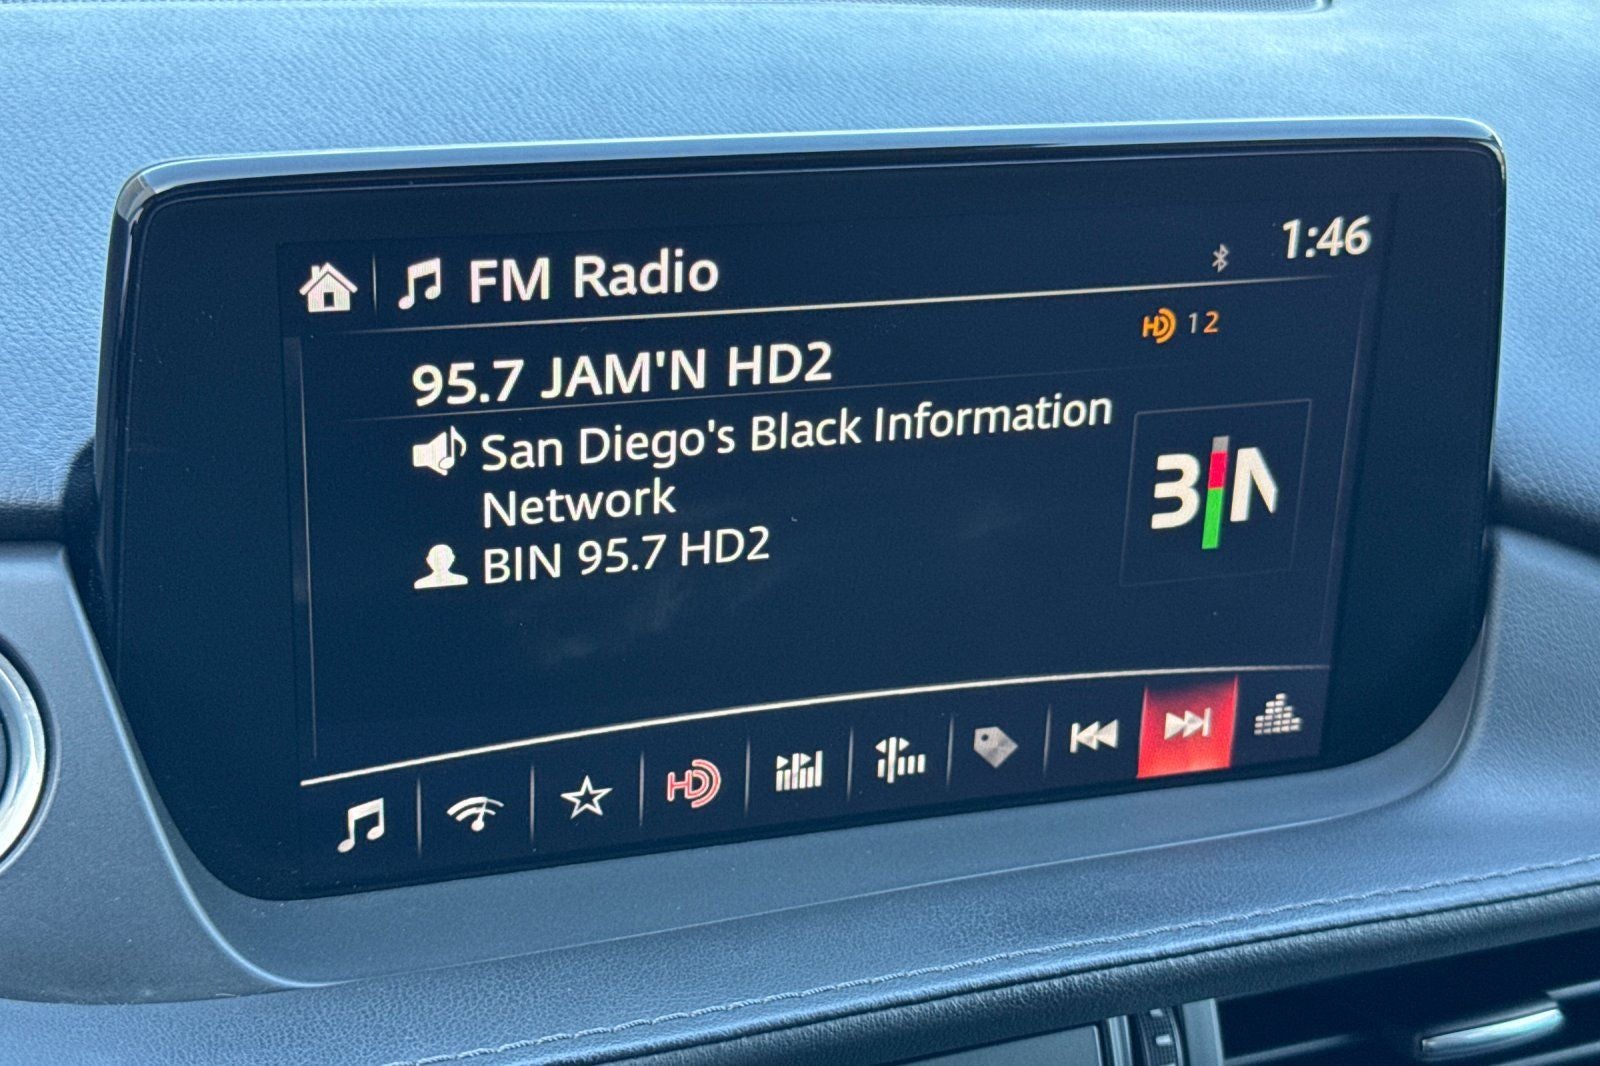 FM Radio
1:46
HD 12
95.7 JAM'N HD2
San Diego's Black Information
Network
BIN 95.7 HD2
BIN
HD